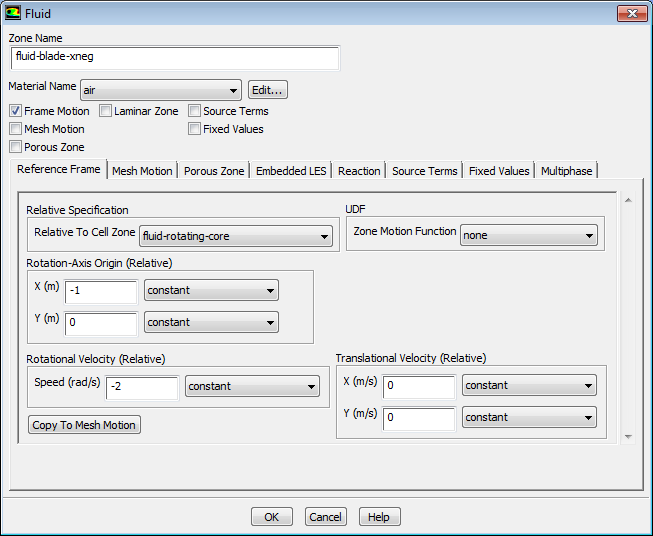 Fluid
Zone Name
fluid-blade-xneg
Material Name air Edit...
Frame Motion Laminar Zone Source Terms
Mesh Motion Fixed Values
Porous Zone
Reference Frame Mesh Motion Porous Zone Embedded LES Reaction Source Terms Fixed Values Multiphase
Relative Specification UDF
Relative To Cell Zone fluid-rotating-core Zone Motion Function none
Rotation-Axis Origin (Relative)
X (m) -1 constant
Y (m) 0 constant
Rotational Velocity (Relative) Translational Velocity (Relative)
Speed (rad/s) -2 constant X (m/s) 0 constant
Y (m/s) 0 constant
Copy To Mesh Motion
OK Cancel Help